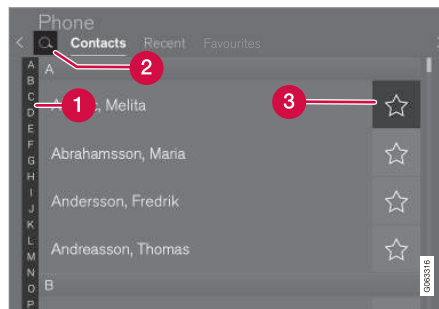 Phone
Contacts Recent Favourites
2
A
A
B
C
D
E
F
G
H
I
J
K
L
M
N
O
P
1
, Melita
3
Abrahamsson, Maria
Andersson, Fredrik
Andreasson, Thomas
B
G063316